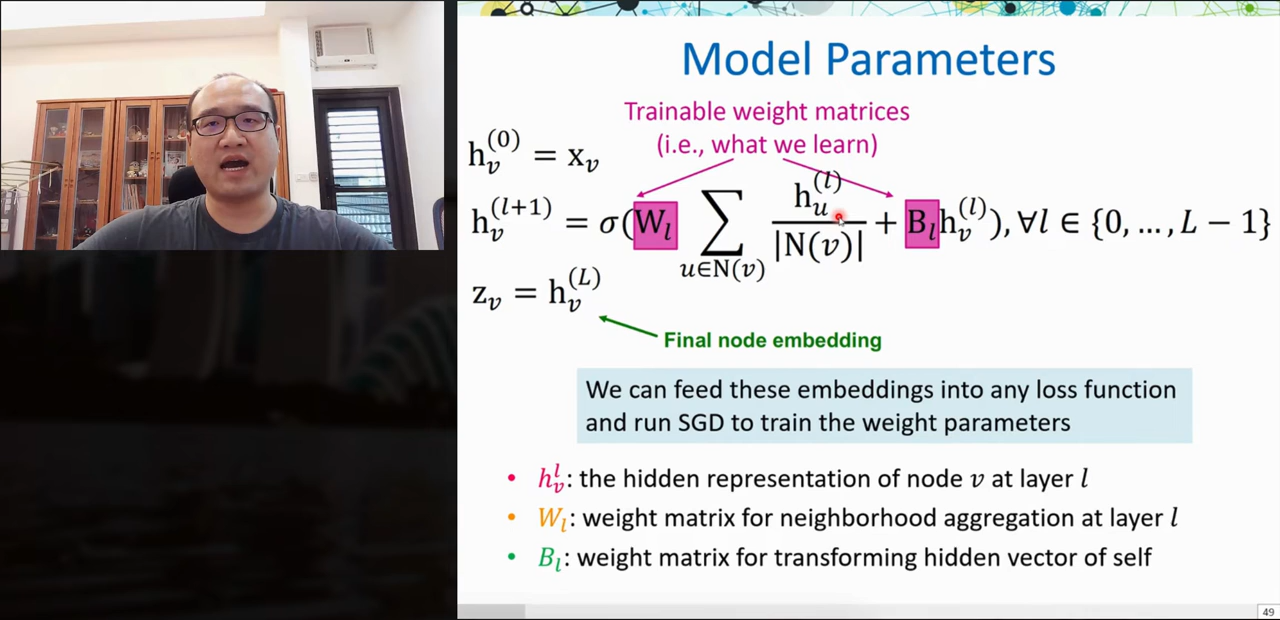 Model Parameters
Trainable weight matrices
(i.e., what we learn)
h_v^{(0)} = x_v
h_v^{(l+1)} = σ(W_l ∑_{u∈N(v)} h_u^{(l)} / |N(v)| + B_l h_v^{(l)}), ∀l ∈ {0, …, L − 1}
z_v = h_v^{(L)}
Final node embedding
We can feed these embeddings into any loss function
and run SGD to train the weight parameters
• h_v^l: the hidden representation of node v at layer l
• W_l: weight matrix for neighborhood aggregation at layer l
• B_l: weight matrix for transforming hidden vector of self
49